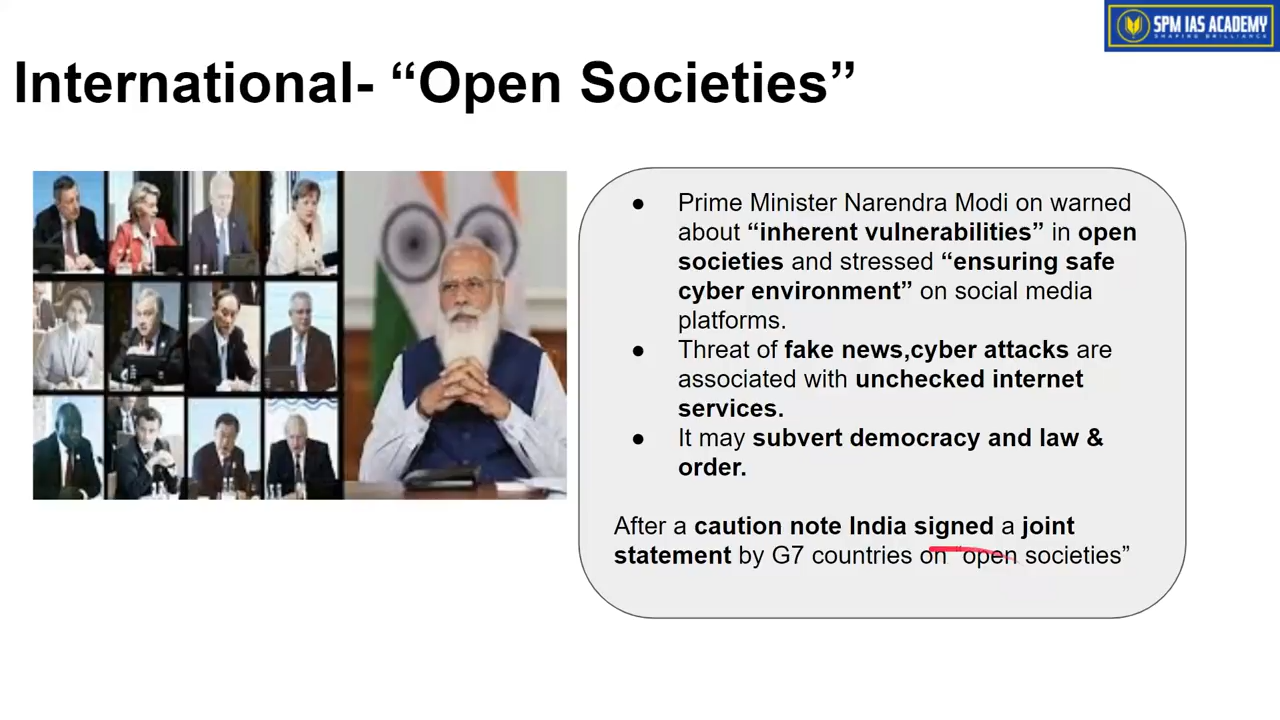 SPM IAS ACADEMY
SHAPING BRILLIANCE
International- “Open Societies”
● Prime Minister Narendra Modi on warned
about “inherent vulnerabilities” in open
societies and stressed “ensuring safe
cyber environment” on social media
platforms.
● Threat of fake news,cyber attacks are
associated with unchecked internet
services.
● It may subvert democracy and law &
order.
After a caution note India signed a joint
statement by G7 countries on “open societies”